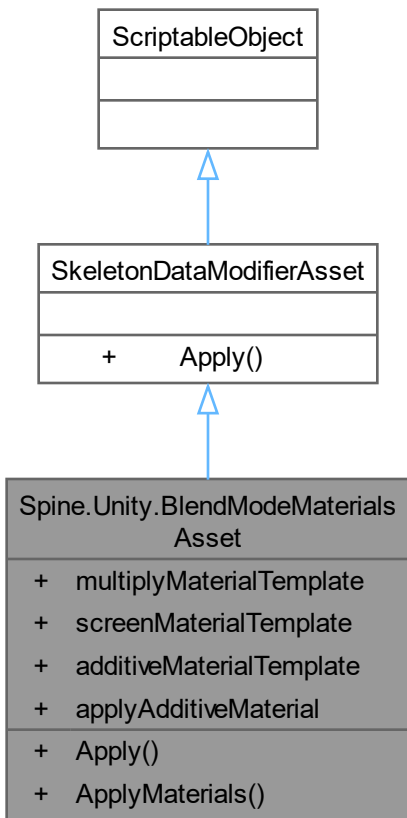 ScriptableObject
SkeletonDataModifierAsset
+ Apply()
Spine.Unity.BlendModeMaterials
Asset
+ multiplyMaterialTemplate
+ screenMaterialTemplate
+ additiveMaterialTemplate
+ applyAdditiveMaterial
+ Apply()
+ ApplyMaterials()